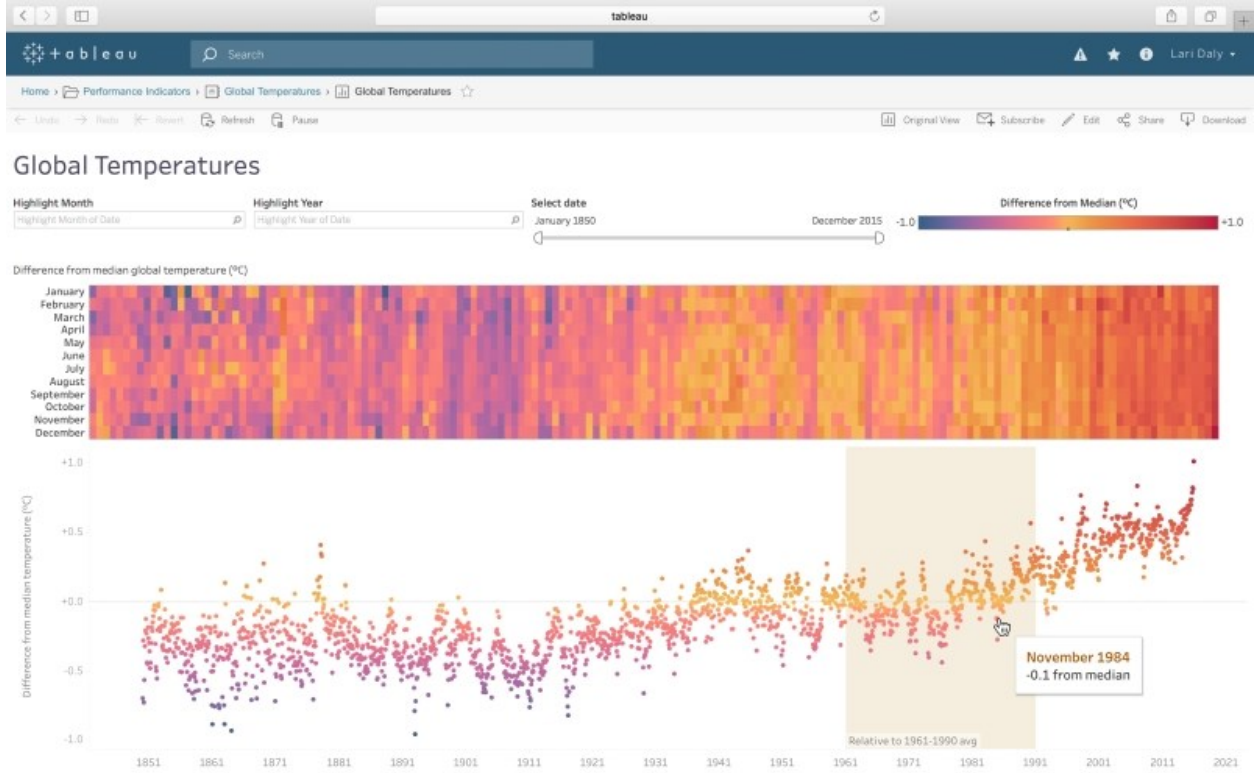 tableau
+ableau
Search
Lari Daly
Home › Performance Indicators › Global Temperatures › Global Temperatures
Undo Redo Revert Refresh Pause
Original View Subscribe Edit Share Download
Global Temperatures
Highlight Month
Highlight Month of Date
Highlight Year
Highlight Year of Date
Select date
January 1850 December 2015
Difference from Median (ºC)
-1.0 +1.0
Difference from median global temperature (ºC)
January
February
March
April
May
June
July
August
September
October
November
December
Difference from median temperature (ºC)
+1.0
+0.5
+0.0
-0.5
-1.0
November 1984
-0.1 from median
Relative to 1961-1990 avg
1851 1861 1871 1881 1891 1901 1911 1921 1931 1941 1951 1961 1971 1981 1991 2001 2011 2021